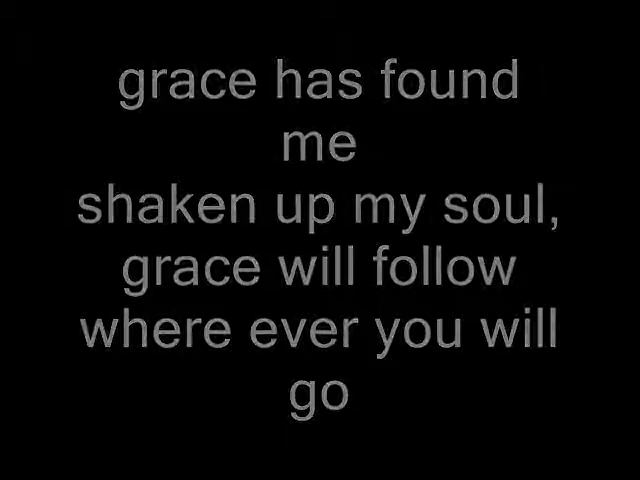 grace has found
me
shaken up my soul,
grace will follow
where ever you will
go